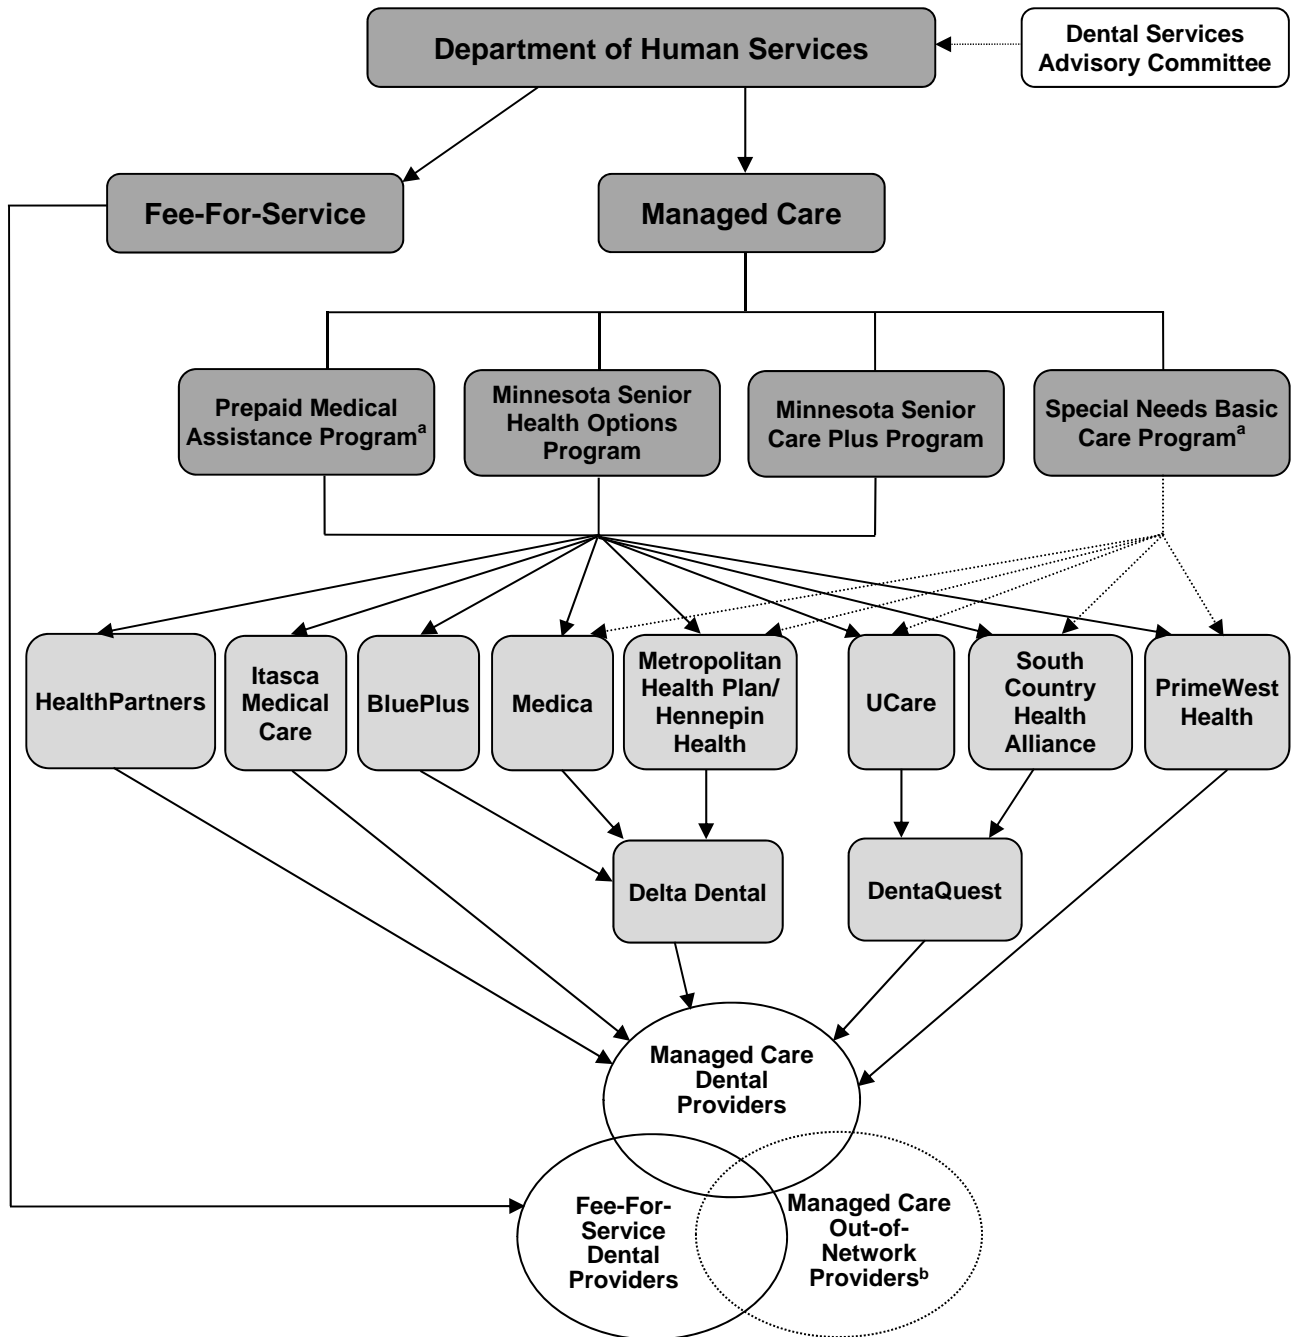 Department of Human Services
Dental Services
Advisory Committee
Fee-For-Service
Managed Care
Prepaid Medical
Assistance Programᵃ
Minnesota Senior
Health Options
Program
Minnesota Senior
Care Plus Program
Special Needs Basic
Care Programᵃ
HealthPartners
Itasca
Medical
Care
BluePlus
Medica
Metropolitan
Health Plan/
Hennepin
Health
UCare
South
Country
Health
Alliance
PrimeWest
Health
Delta Dental
DentaQuest
Managed Care
Dental
Providers
Fee-For-
Service
Dental
Providers
Managed Care
Out-of-
Network
Providersᵇ